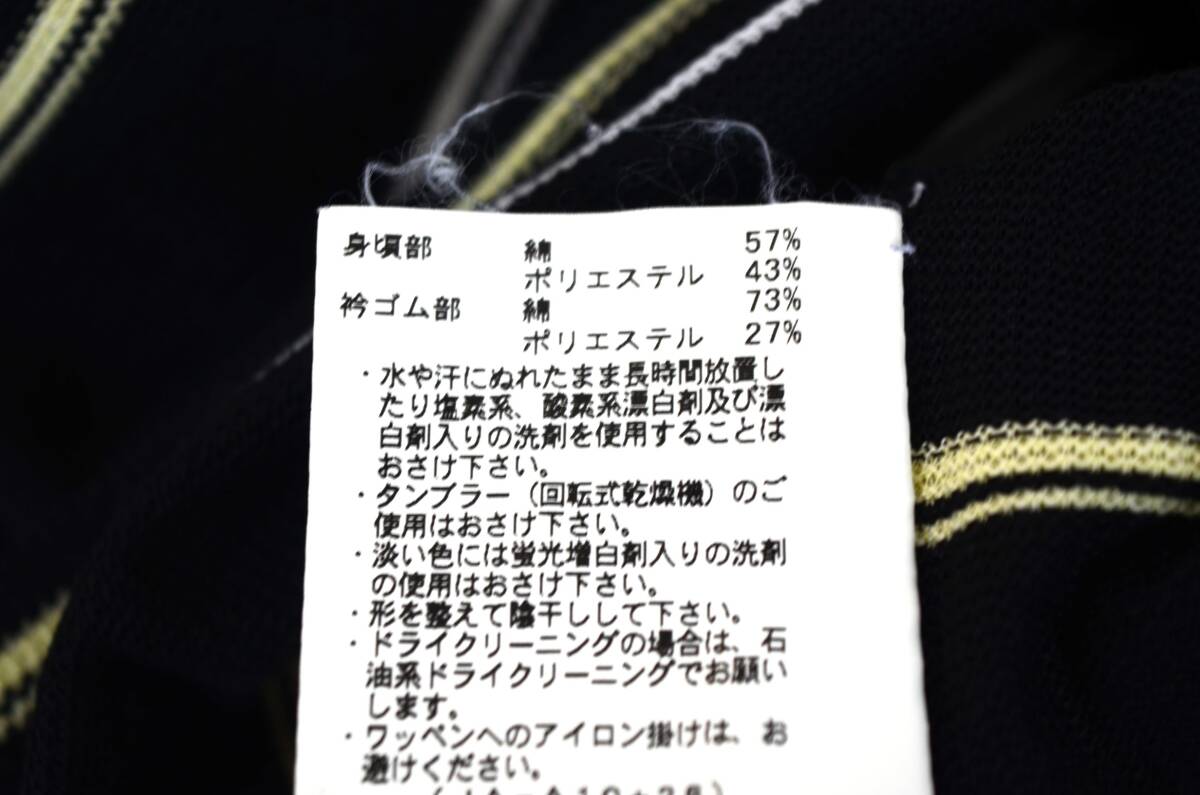 身頃部 綿 57%
ポリエステル 43%
衿ゴム部 綿 73%
ポリエステル 27%
・水や汗にぬれたまま長時間放置し
たり塩素系、酸素系漂白剤及び漂
白剤入りの洗剤を使用することは
おさけ下さい。
・タンブラー（回転式乾燥機）のご
使用はおさけ下さい。
・淡い色には蛍光増白剤入りの洗剤
の使用はおさけ下さい。
・形を整えて陰干しして下さい。
・ドライクリーニングの場合は、石
油系ドライクリーニングでお願い
します。
・ワッペンへのアイロン掛けは、お
避けください。